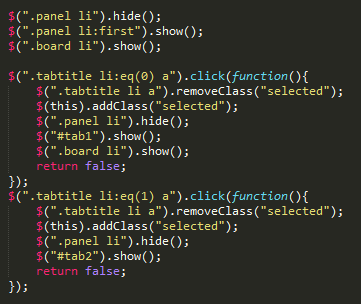 $(".panel li").hide();
$(".panel li:first").show();
$(".board li").show();
$(".tabtitle li:eq(0) a").click(function(){
$(".tabtitle li a").removeClass("selected");
$(this).addClass("selected");
$(".panel li").hide();
$("#tab1").show();
$(".board li").show();
return false;
});
$(".tabtitle li:eq(1) a").click(function(){
$(".tabtitle li a").removeClass("selected");
$(this).addClass("selected");
$(".panel li").hide();
$("#tab2").show();
return false;
});